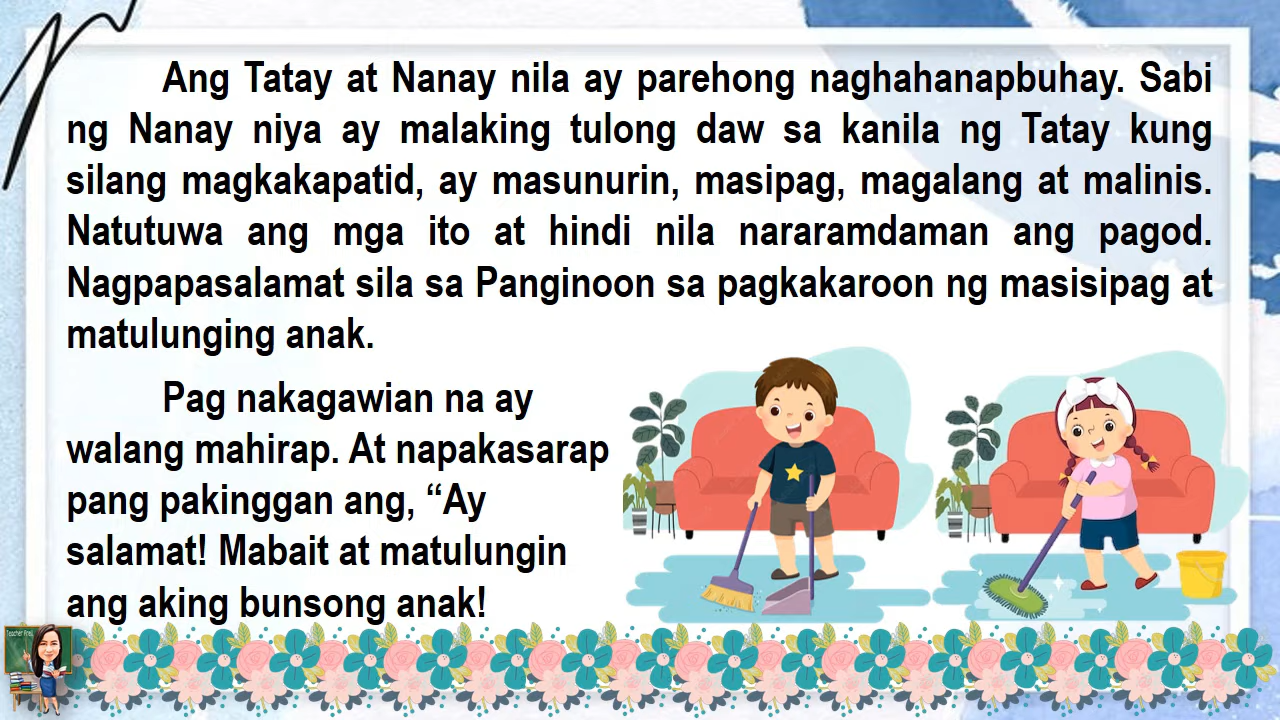 Ang Tatay at Nanay nila ay parehong naghahanapbuhay. Sabi
ng Nanay niya ay malaking tulong daw sa kanila ng Tatay kung
silang magkakapatid, ay masunurin, masipag, magalang at malinis.
Natutuwa ang mga ito at hindi nila nararamdaman ang pagod.
Nagpapasalamat sila sa Panginoon sa pagkakaroon ng masisipag at
matulunging anak.
Pag nakagawian na ay
walang mahirap. At napakasarap
pang pakinggan ang, “Ay
salamat! Mabait at matulungin
ang aking bunsong anak!
Teacher